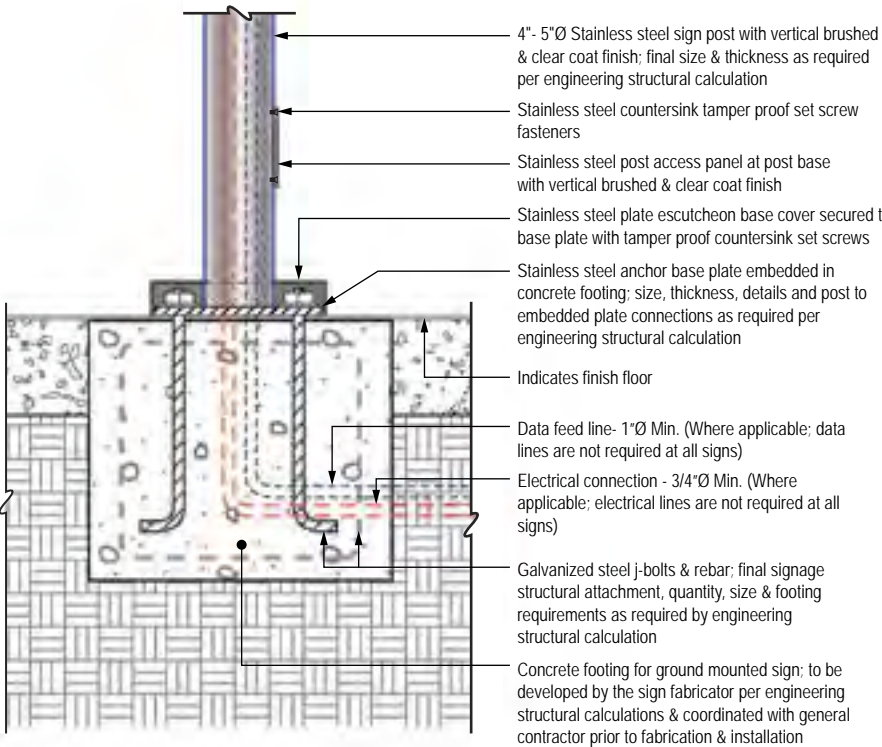 4"- 5"Ø Stainless steel sign post with vertical brushed
& clear coat finish; final size & thickness as required
per engineering structural calculation
Stainless steel countersink tamper proof set screw
fasteners
Stainless steel post access panel at post base
with vertical brushed & clear coat finish
Stainless steel plate escutcheon base cover secured t
base plate with tamper proof countersink set screws
Stainless steel anchor base plate embedded in
concrete footing; size, thickness, details and post to
embedded plate connections as required per
engineering structural calculation
Indicates finish floor
Data feed line- 1"Ø Min. (Where applicable; data
lines are not required at all signs)
Electrical connection - 3/4"Ø Min. (Where
applicable; electrical lines are not required at all
signs)
Galvanized steel j-bolts & rebar; final signage
structural attachment, quantity, size & footing
requirements as required by engineering
structural calculation
Concrete footing for ground mounted sign; to be
developed by the sign fabricator per engineering
structural calculations & coordinated with general
contractor prior to fabrication & installation